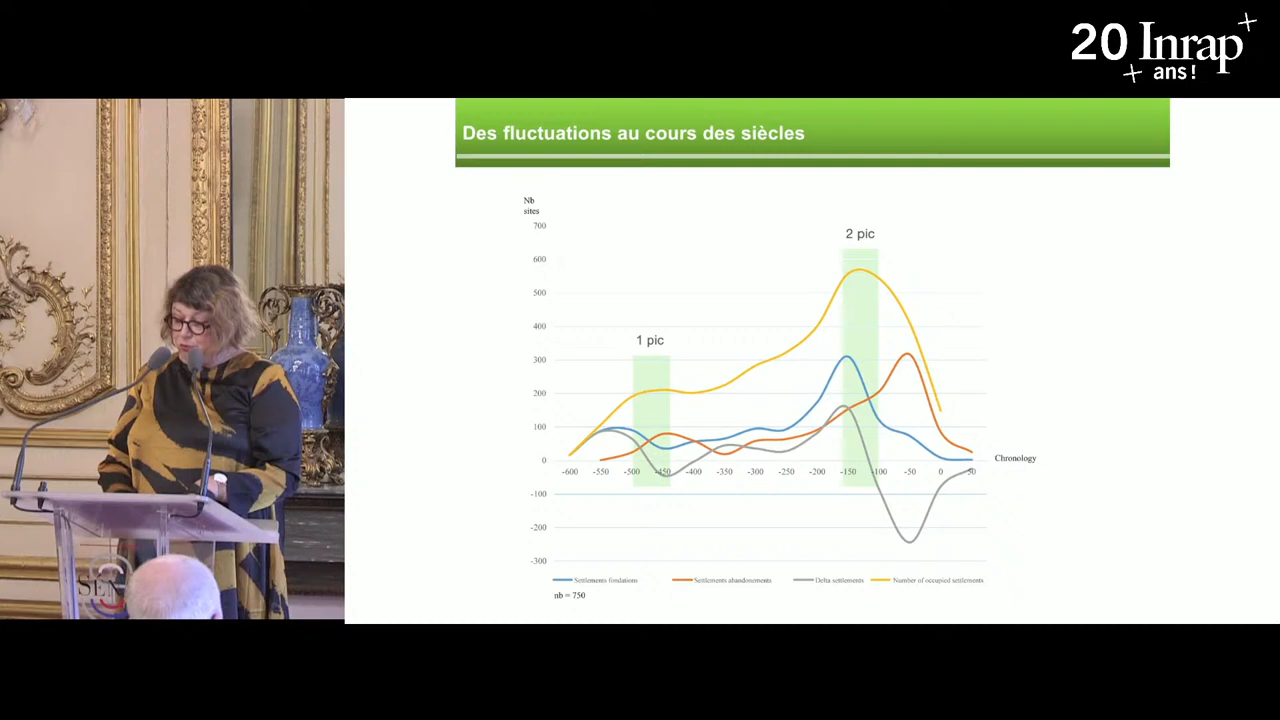 20 Inrap
ans !
Des fluctuations au cours des siècles
Nb
sites
700
600
500
400
300
200
100
0
-100
-200
-300
1 pic
2 pic
-600 -550 -500 -450 -400 -350 -300 -250 -200 -150 -100 -50 0 50
Chronology
Settlements fondations Settlements abandonements Delta settlements Number of occupied settlements
nb = 750
SEN